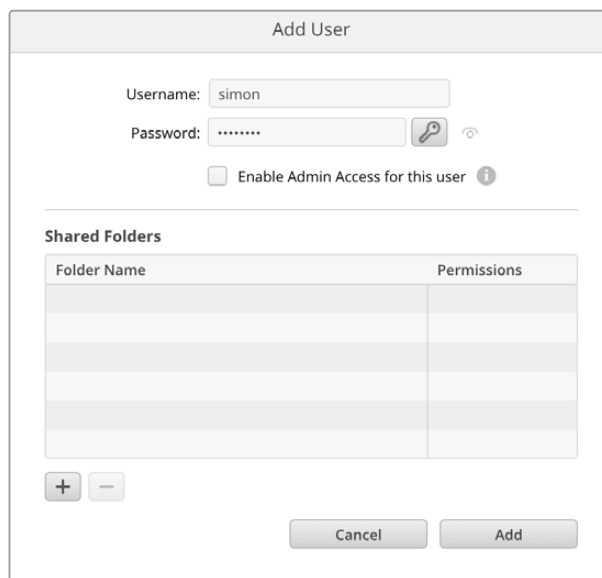 Add User
Username: simon
Password: ••••••••
Enable Admin Access for this user i
Shared Folders
Folder Name Permissions
+ −
Cancel Add